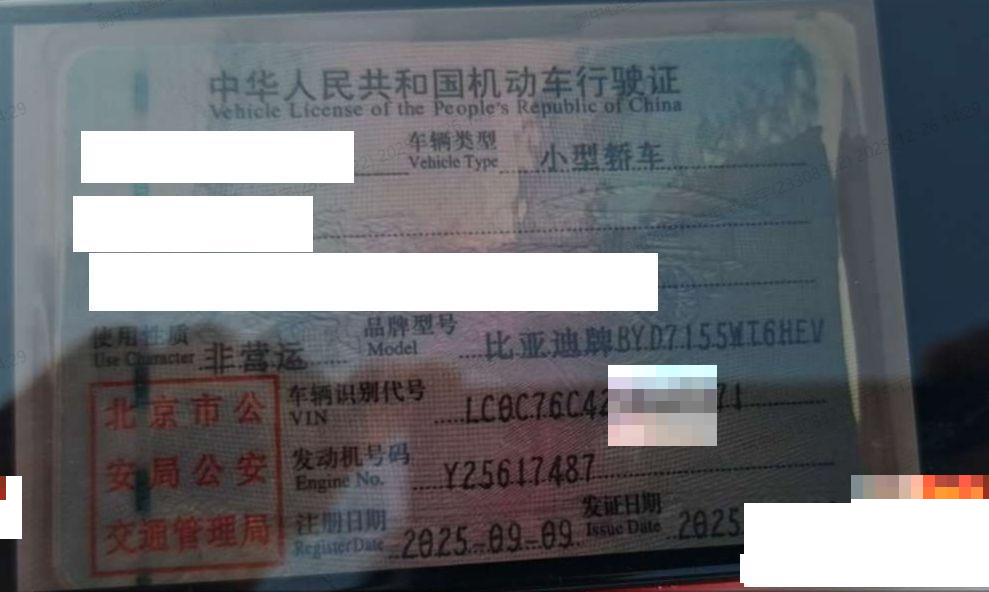 中华人民共和国机动车行驶证
Vehicle License of the People's Republic of China
车辆类型
Vehicle Type
小型轿车
使用性质
Use Character
非营运
品牌型号
Model
比亚迪牌BYD7155WT6HEV
北京市公
安局公安
交通管理局
车辆识别代号
VIN
LC0C76C42
71
发动机号码
Engine No.
Y25617487
注册日期
Register Date
2025-09-09
发证日期
Issue Date
2025